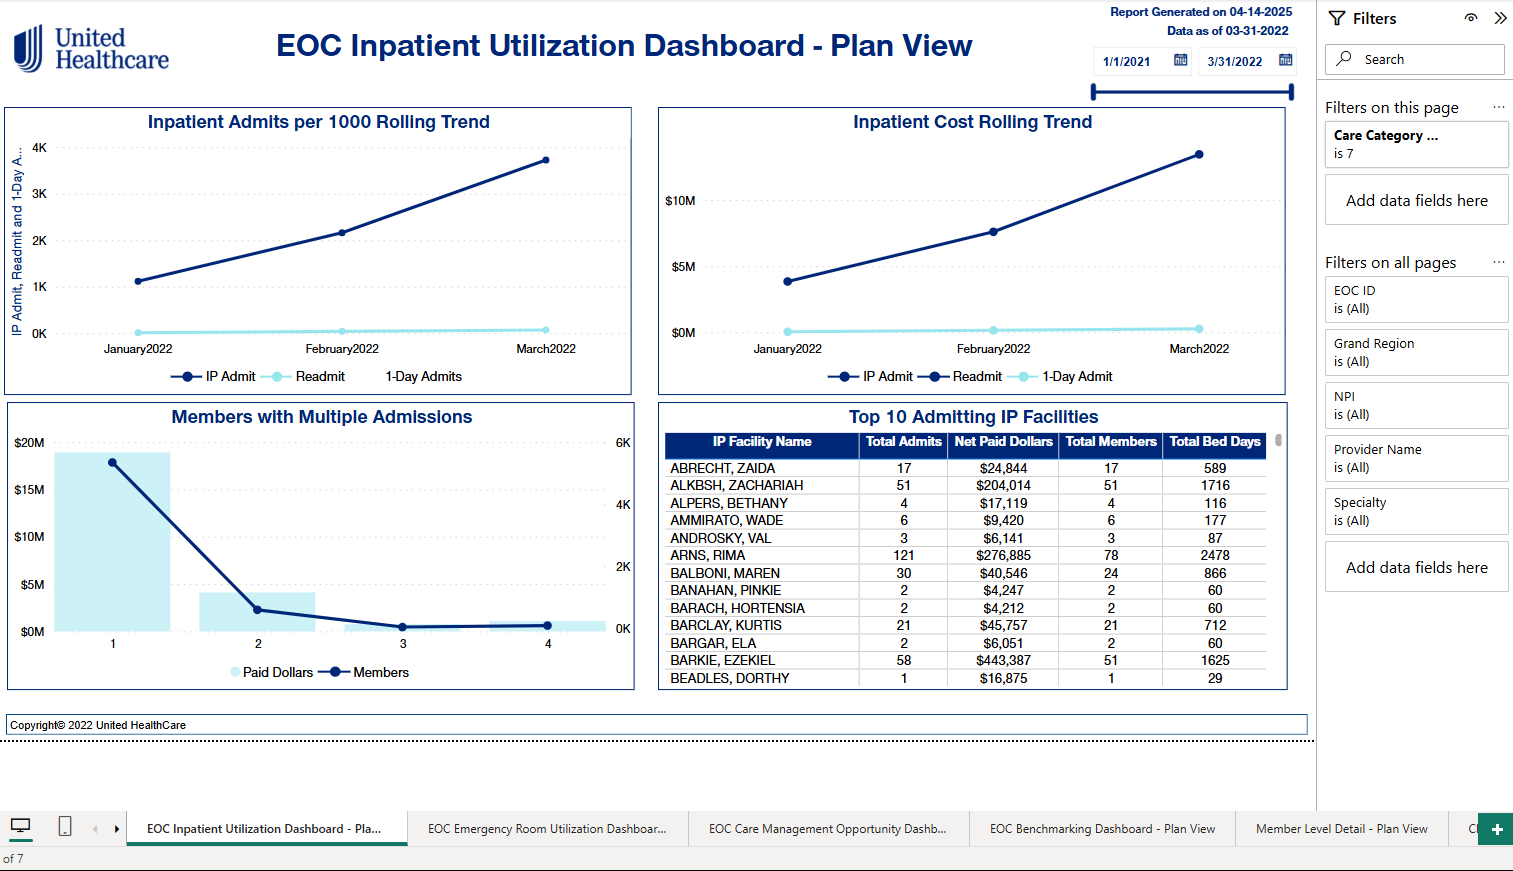 United
Healthcare
EOC Inpatient Utilization Dashboard - Plan View
Report Generated on 04-14-2025
Data as of 03-31-2022
1/1/2021 3/31/2022
Inpatient Admits per 1000 Rolling Trend
IP Admit, Readmit and 1-Day A...
4K
3K
2K
1K
0K
January2022 February2022 March2022
IP Admit Readmit 1-Day Admits
Inpatient Cost Rolling Trend
$10M
$5M
$0M
January2022 February2022 March2022
IP Admit Readmit 1-Day Admit
Members with Multiple Admissions
$20M 6K
$15M
4K
$10M
2K
$5M
$0M 0K
1 2 3 4
Paid Dollars Members
Top 10 Admitting IP Facilities
IP Facility Name Total Admits Net Paid Dollars Total Members Total Bed Days
ABRECHT, ZAIDA 17 $24,844 17 589
ALKBSH, ZACHARIAH 51 $204,014 51 1716
ALPERS, BETHANY 4 $17,119 4 116
AMMIRATO, WADE 6 $9,420 6 177
ANDROSKY, VAL 3 $6,141 3 87
ARNS, RIMA 121 $276,885 78 2478
BALBONI, MAREN 30 $40,546 24 866
BANAHAN, PINKIE 2 $4,247 2 60
BARACH, HORTENSIA 2 $4,212 2 60
BARCLAY, KURTIS 21 $45,757 21 712
BARGAR, ELA 2 $6,051 2 60
BARKIE, EZEKIEL 58 $443,387 51 1625
BEADLES, DORTHY 1 $16,875 1 29
Copyright© 2022 United HealthCare
Filters
Search
Filters on this page ...
Care Category ...
is 7
Add data fields here
Filters on all pages ...
EOC ID
is (All)
Grand Region
is (All)
NPI
is (All)
Provider Name
is (All)
Specialty
is (All)
Add data fields here
EOC Inpatient Utilization Dashboard - Pla... EOC Emergency Room Utilization Dashboar... EOC Care Management Opportunity Dashb... EOC Benchmarking Dashboard - Plan View Member Level Detail - Plan View
of 7